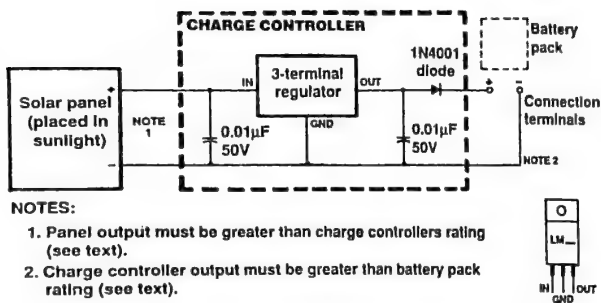 CHARGE CONTROLLER
Battery
pack
1N4001
diode
IN
3-terminal
regulator
OUT
+
+
−
Solar panel
(placed in
sunlight)
NOTE
1
GND
Connection
terminals
0.01µF
50V
0.01µF
50V
−
NOTE 2
NOTES:
1. Panel output must be greater than charge controllers rating
(see text).
2. Charge controller output must be greater than battery pack
rating (see text).
LM__
IN
OUT
GND